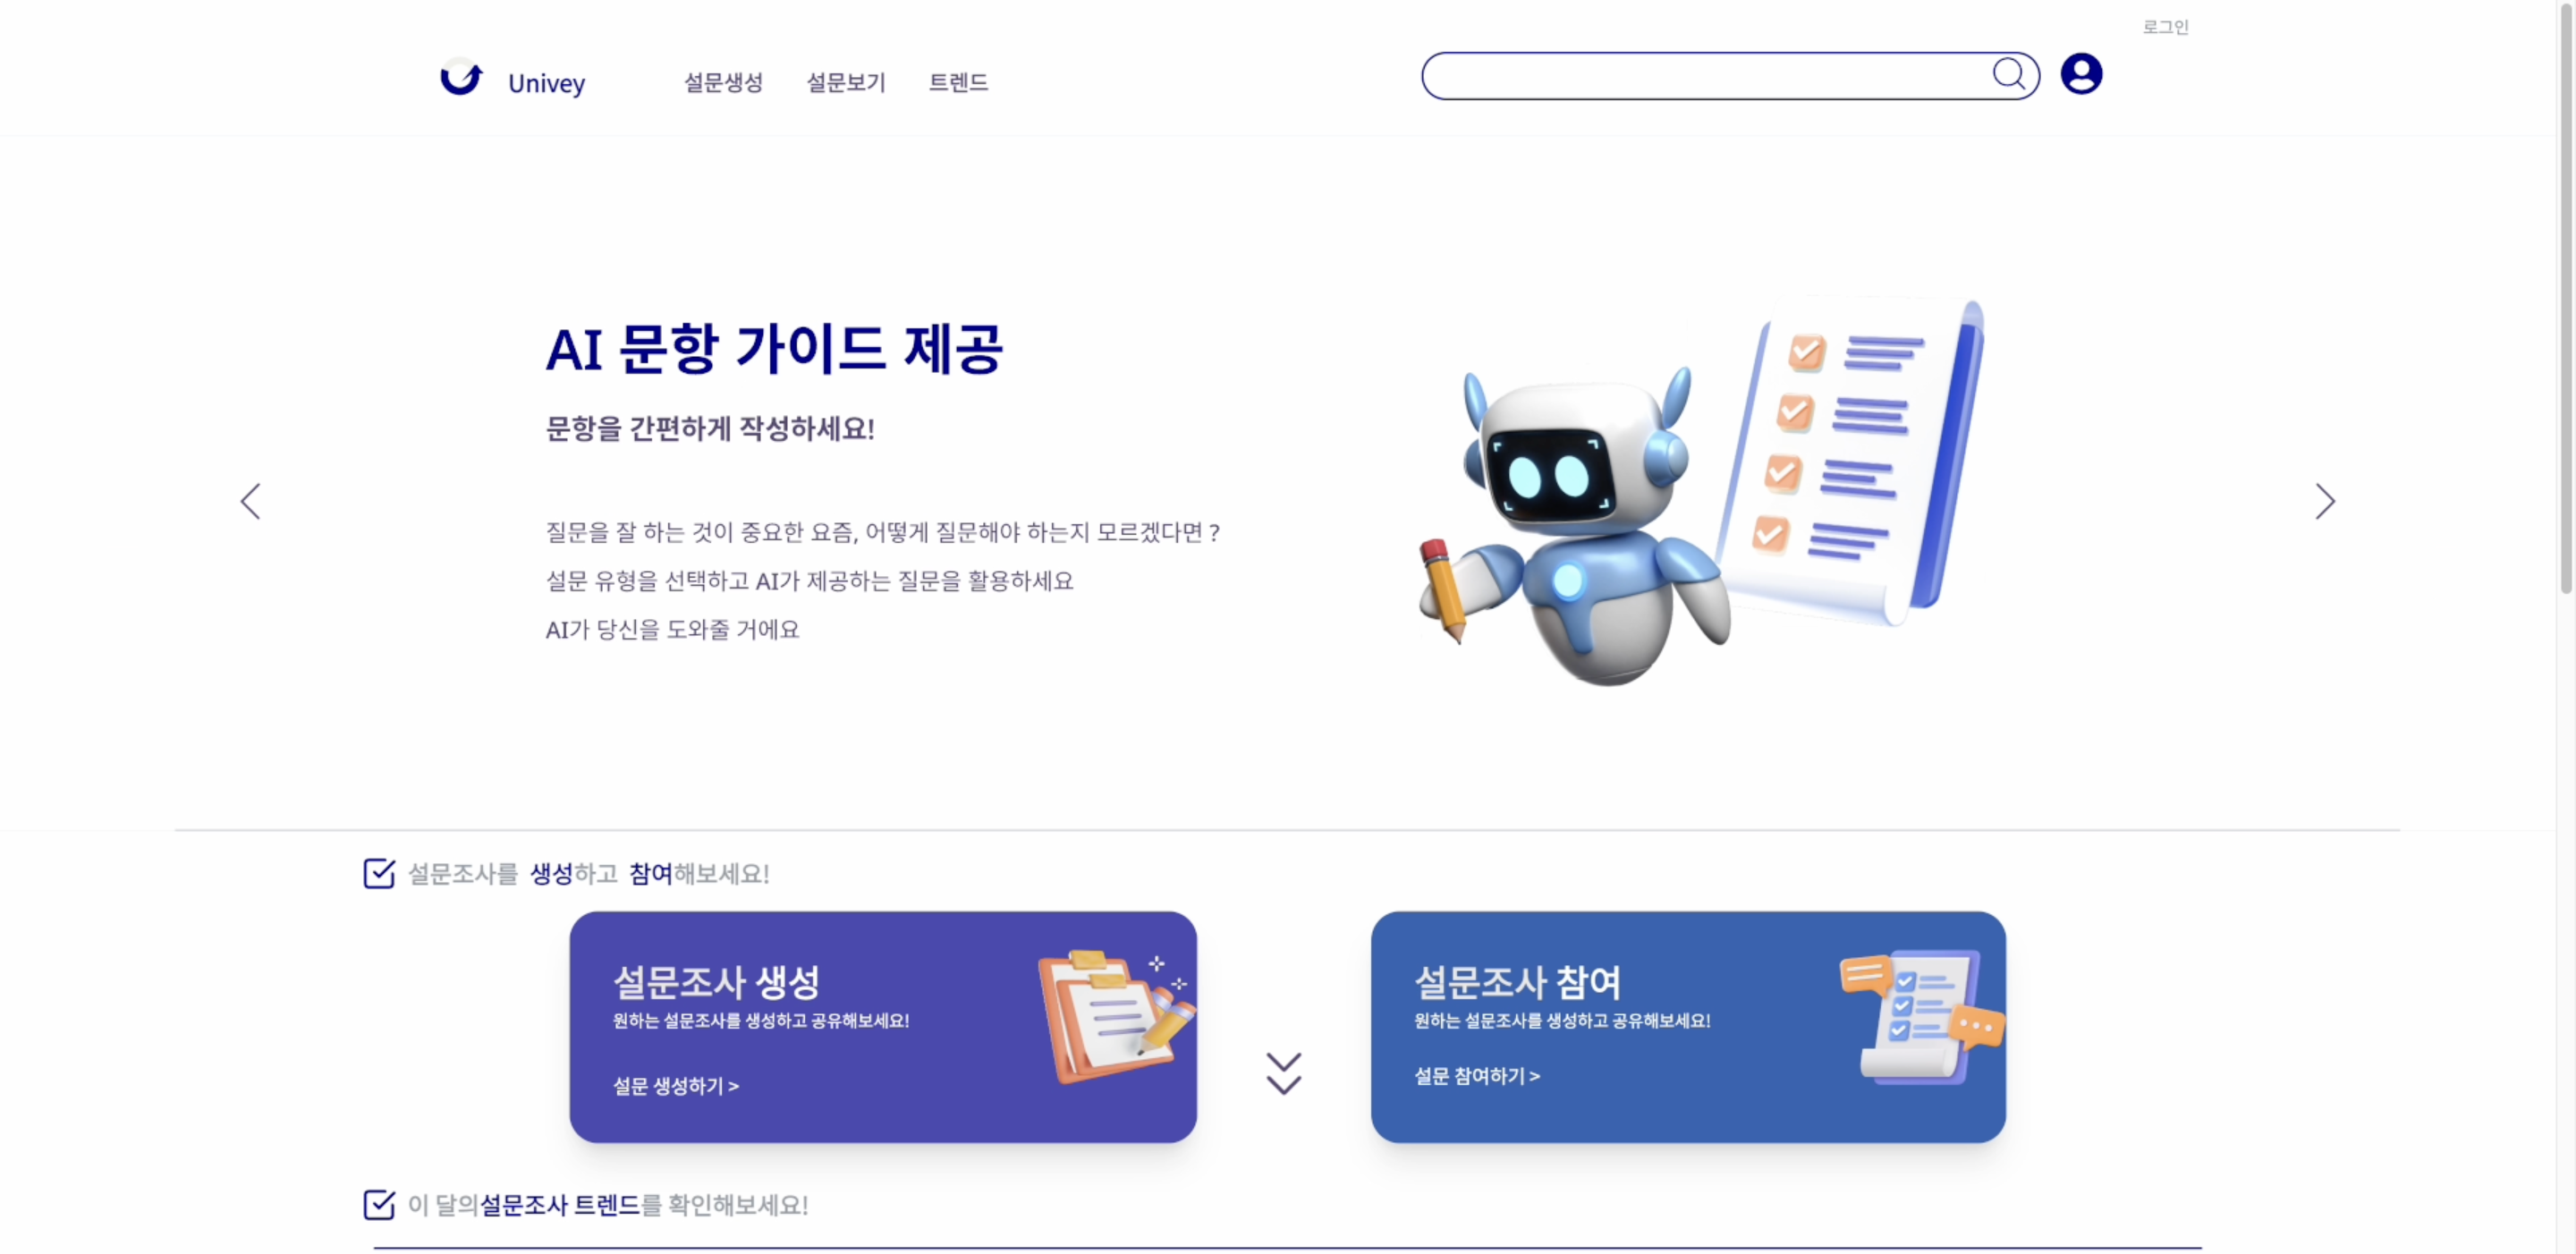 로그인
Univey
설문생성
설문보기
트렌드
AI 문항 가이드 제공
문항을 간편하게 작성하세요!
질문을 잘 하는 것이 중요한 요즘, 어떻게 질문해야 하는지 모르겠다면 ?
설문 유형을 선택하고 AI가 제공하는 질문을 활용하세요
AI가 당신을 도와줄 거에요
설문조사를 생성하고 참여해보세요!
설문조사 생성
원하는 설문조사를 생성하고 공유해보세요!
설문 생성하기 >
설문조사 참여
원하는 설문조사를 생성하고 공유해보세요!
설문 참여하기 >
이 달의설문조사 트렌드를 확인해보세요!